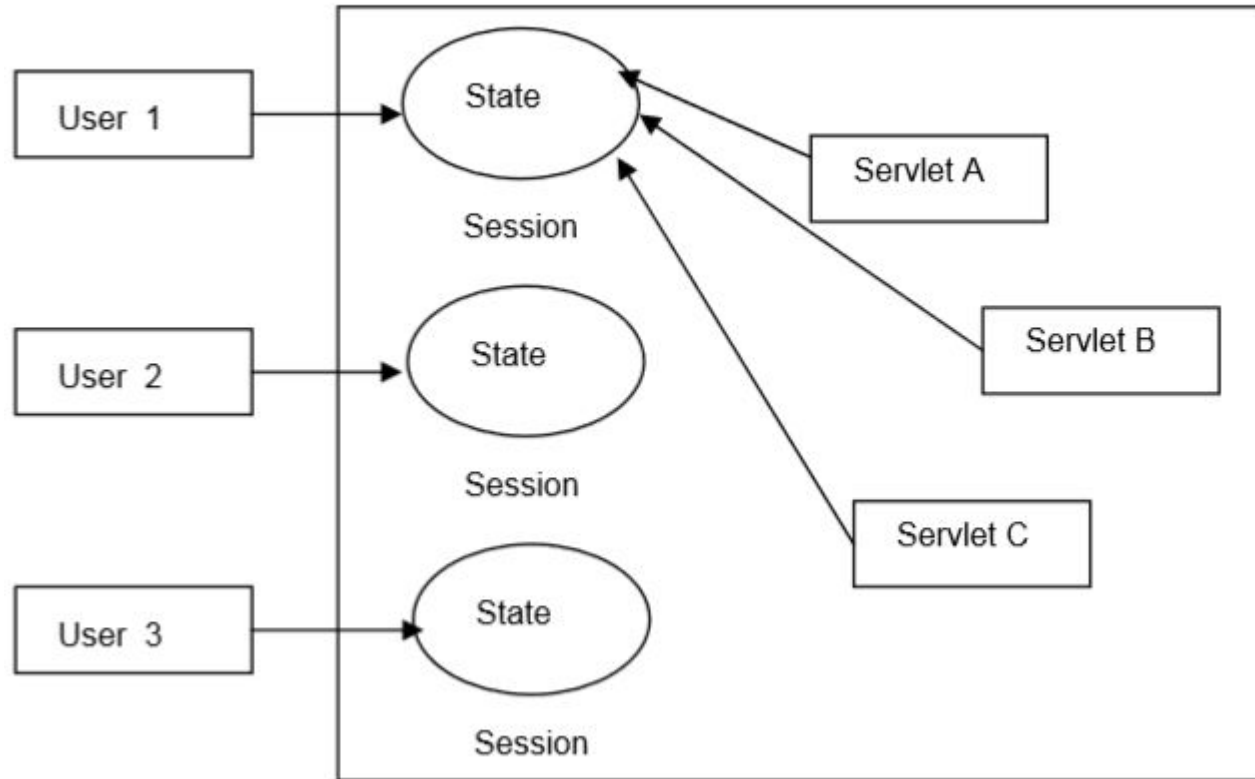 State
User 1
Servlet A
Session
Servlet B
State
User 2
Session
Servlet C
State
User 3
Session